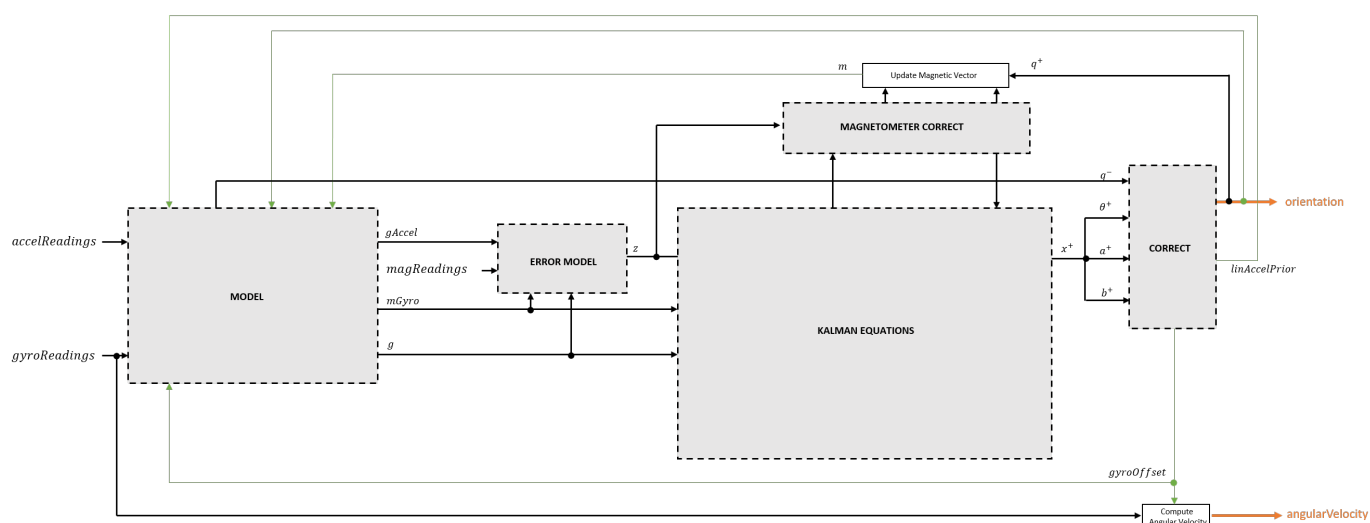 m
Update Magnetic Vector
q⁺
MAGNETOMETER CORRECT
q⁻
orientation
θ⁺
accelReadings
gAccel
z
x⁺
a⁺
CORRECT
ERROR MODEL
magReadings
linAccelPrior
MODEL
b⁺
mGyro
KALMAN EQUATIONS
g
gyroReadings
gyroOffset
Compute
Angular Velocity
angularVelocity